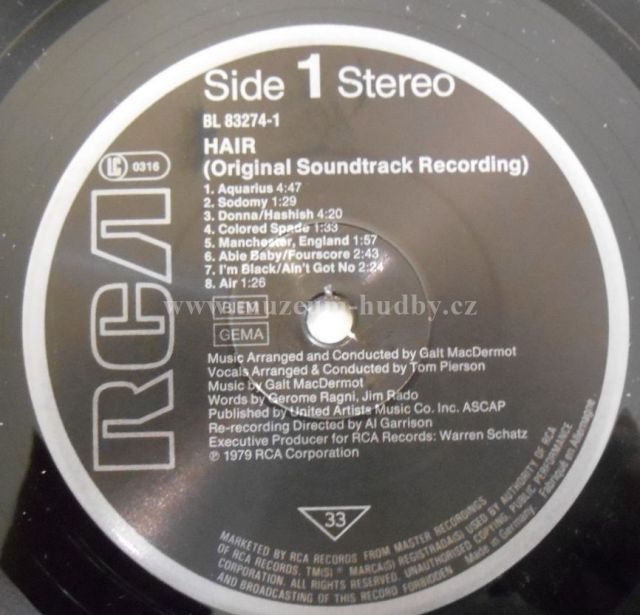 Side 1 Stereo
BL 83274-1
HAIR
(Original Soundtrack Recording)
LC 0316
1. Aquarius 4:47
2. Sodomy 1:29
3. Donna/Hashish 4:20
4. Colored Spade 1:33
5. Manchester, England 1:57
6. Abie Baby/Fourscore 2:43
7. I'm Black/Ain't Got No 2:24
8. Air 1:26
www.muzeum-hudby.cz
BIEM
GEMA
RCA
Music Arranged and Conducted by Galt MacDermot
Vocals Arranged & Conducted by Tom Pierson
Music by Galt MacDermot
Words by Gerome Ragni, Jim Rado
Published by United Artists Music Co. Inc. ASCAP
Re-recording Directed by Al Garrison
Executive Producer for RCA Records: Warren Schatz
℗ 1979 RCA Corporation
33
MARKETED BY RCA RECORDS FROM MASTER RECORDINGS
OF RCA RECORDS, TM(S) ® MARCA(S) REGISTRADA(S) USED BY AUTHORITY OF RCA
CORPORATION. ALL RIGHTS RESERVED. UNAUTHORISED COPYING, PUBLIC PERFORMANCE
AND BROADCASTING OF THIS RECORD FORBIDDEN
Made in Germany. Fabriqué en Allemagne